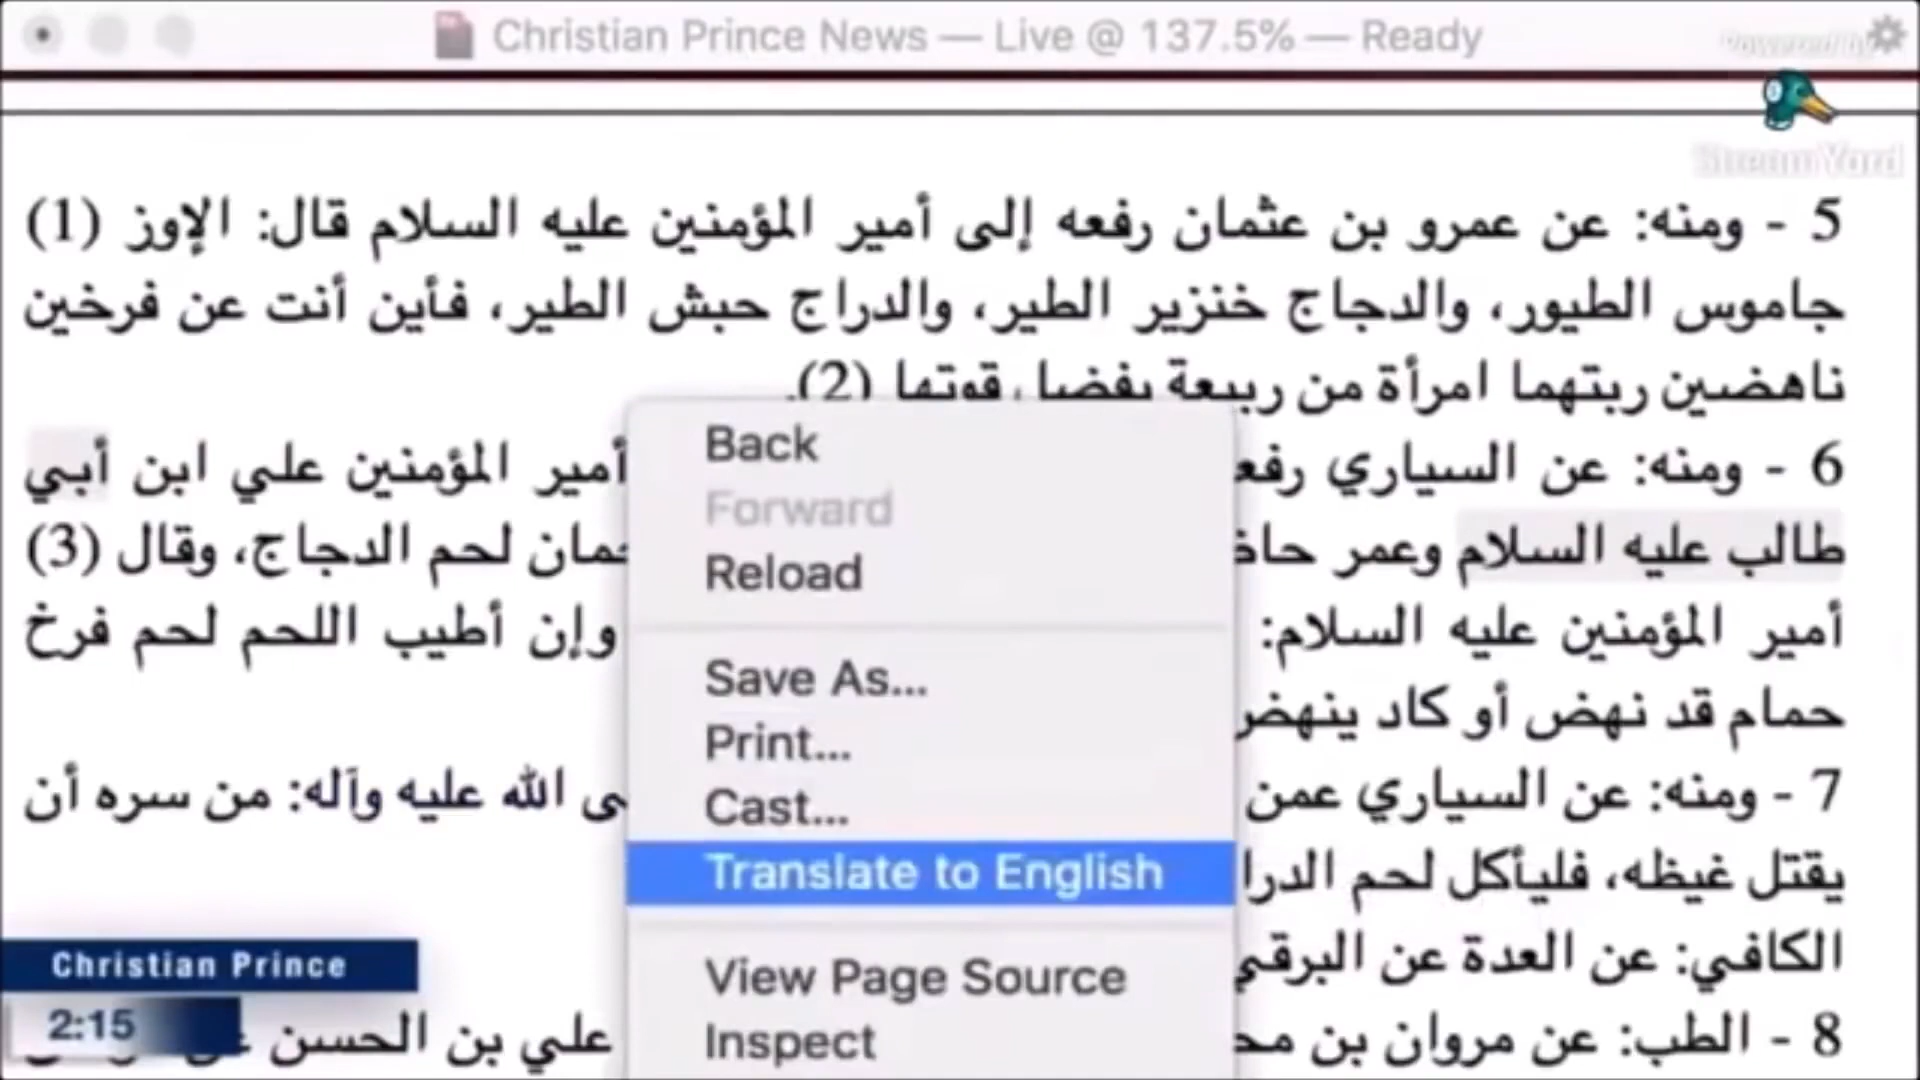 Christian Prince News — Live @ 137.5% — Ready
Powered by
StreamYard
5 - ومنه: عن عمرو بن عثمان رفعه إلى أمير المؤمنين عليه السلام قال: الإوز (1)
جاموس الطيور، والدجاج خنزير الطير، والدراج حبش الطير، فأين أنت عن فرخين
ناهضين ربتهما امرأة من ربيعة بفضل قوتها (2).
6 - ومنه: عن السياري رفعه أمير المؤمنين علي ابن أبي
طالب عليه السلام وعمر لحم الدجاج، وقال (3)
أمير المؤمنين عليه السلام: وإن أطيب اللحم لحم فرخ
حمام قد نهض أو كاد ينهض
7 - ومنه: عن السياري عمن الله عليه وآله: من سره أن
يقتل غيظه، فليأكل لحم
الكافي: عن العدة عن البرقي
8 - الطب: عن مروان بن علي بن الحسن
Back
Forward
Reload
Save As...
Print...
Cast...
Translate to English
View Page Source
Inspect
Christian Prince
2:15